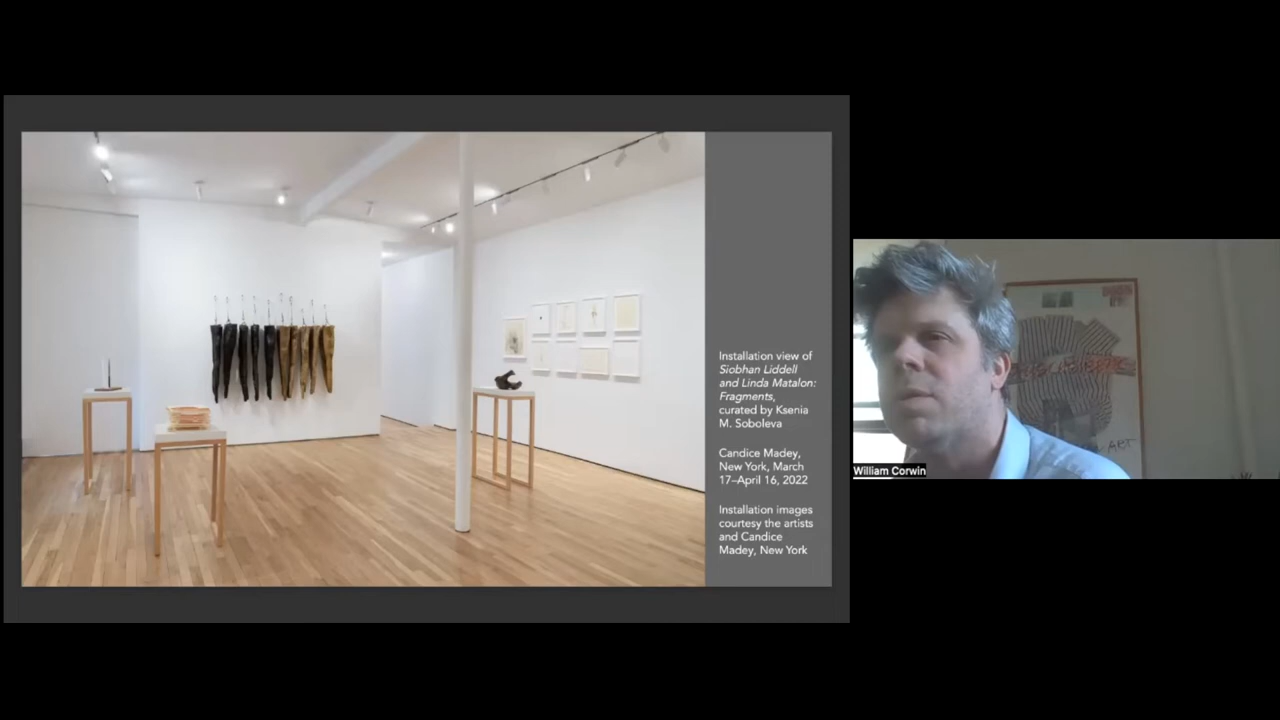 Installation view of
Siobhan Liddell
and Linda Matalon:
Fragments,
curated by Ksenia
M. Soboleva
Candice Madey,
New York, March
17–April 16, 2022
Installation images
courtesy the artists
and Candice
Madey, New York
William Corwin